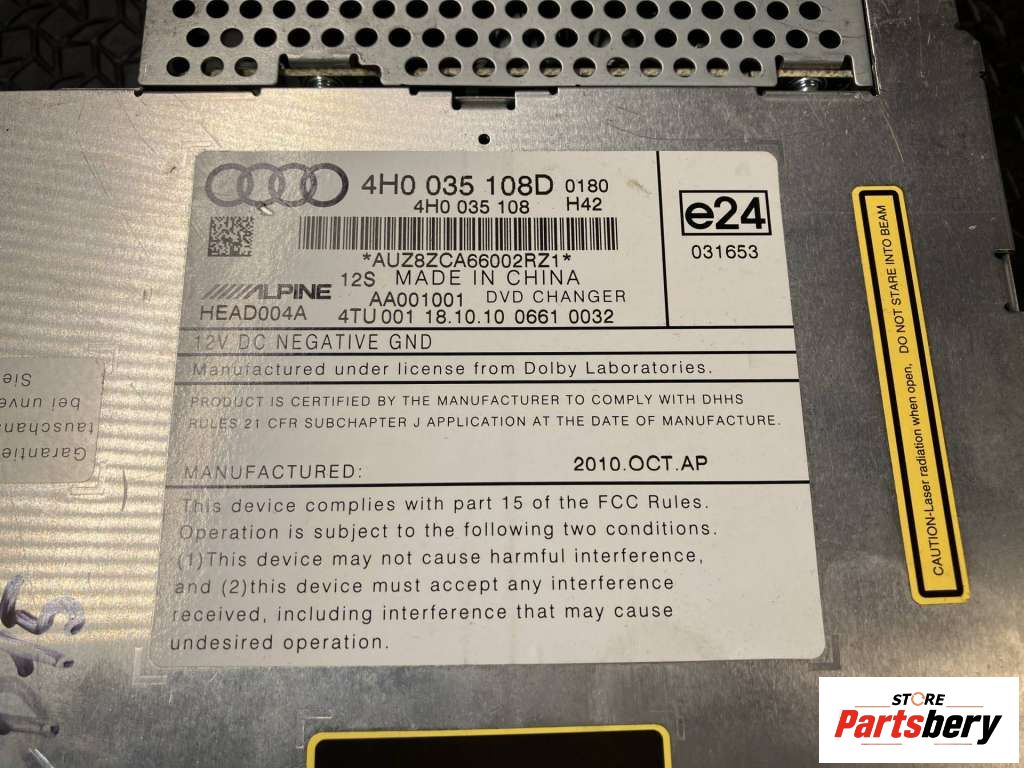 4H0 035 108D 0180
4H0 035 108 H42
e24
031653
*AUZ8ZCA66002RZ1*
12S MADE IN CHINA
ALPINE
AA001001 DVD CHANGER
HEAD004A
4TU 001 18.10.10 0661 0032
12V DC NEGATIVE GND
Manufactured under license from Dolby Laboratories.
PRODUCT IS CERTIFIED BY THE MANUFACTURER TO COMPLY WITH DHHS
RULES 21 CFR SUBCHAPTER J APPLICATION AT THE DATE OF MANUFACTURE.
MANUFACTURED: 2010.OCT.AP
This device complies with part 15 of the FCC Rules.
Operation is subject to the following two conditions.
(1)This device may not cause harmful interference,
and (2)this device must accept any interference
received, including interference that may cause
undesired operation.
CAUTION-Laser radiation when open, DO NOT STARE INTO BEAM
Garantie
tauschan
bei unve
Sie
STORE
Partsbery